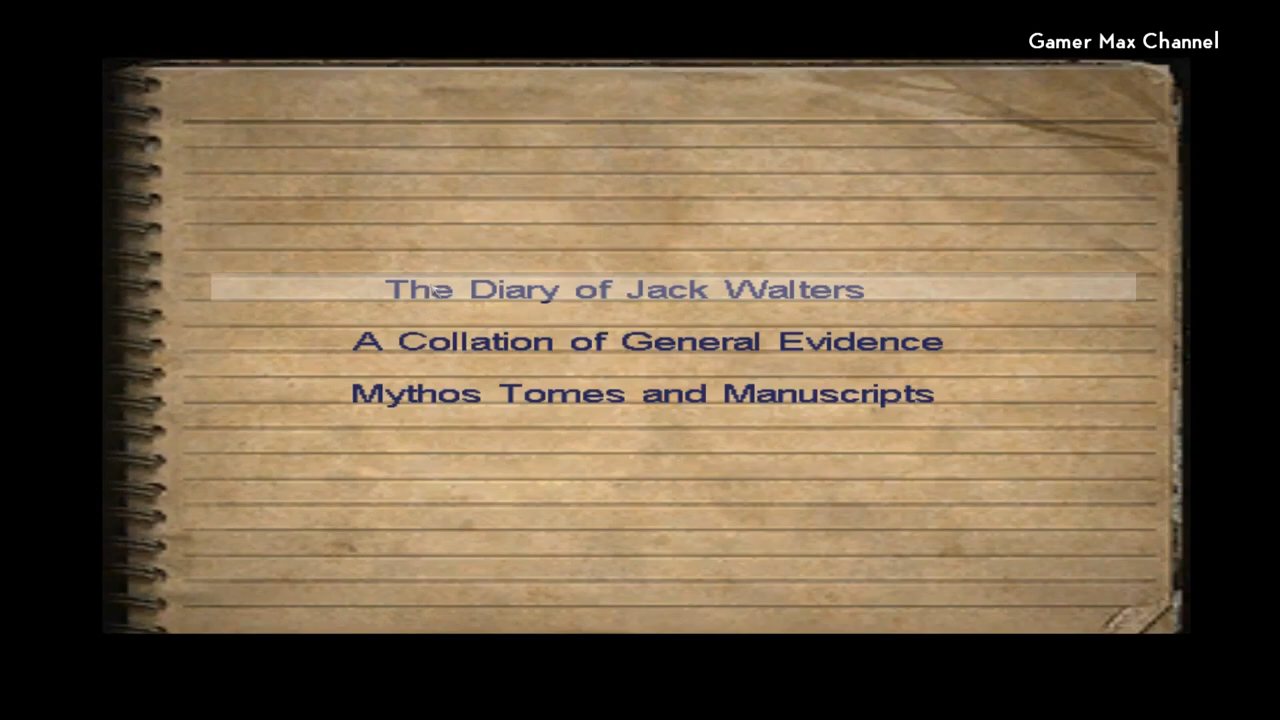 Gamer Max Channel
The Diary of Jack Walters
A Collation of General Evidence
Mythos Tomes and Manuscripts